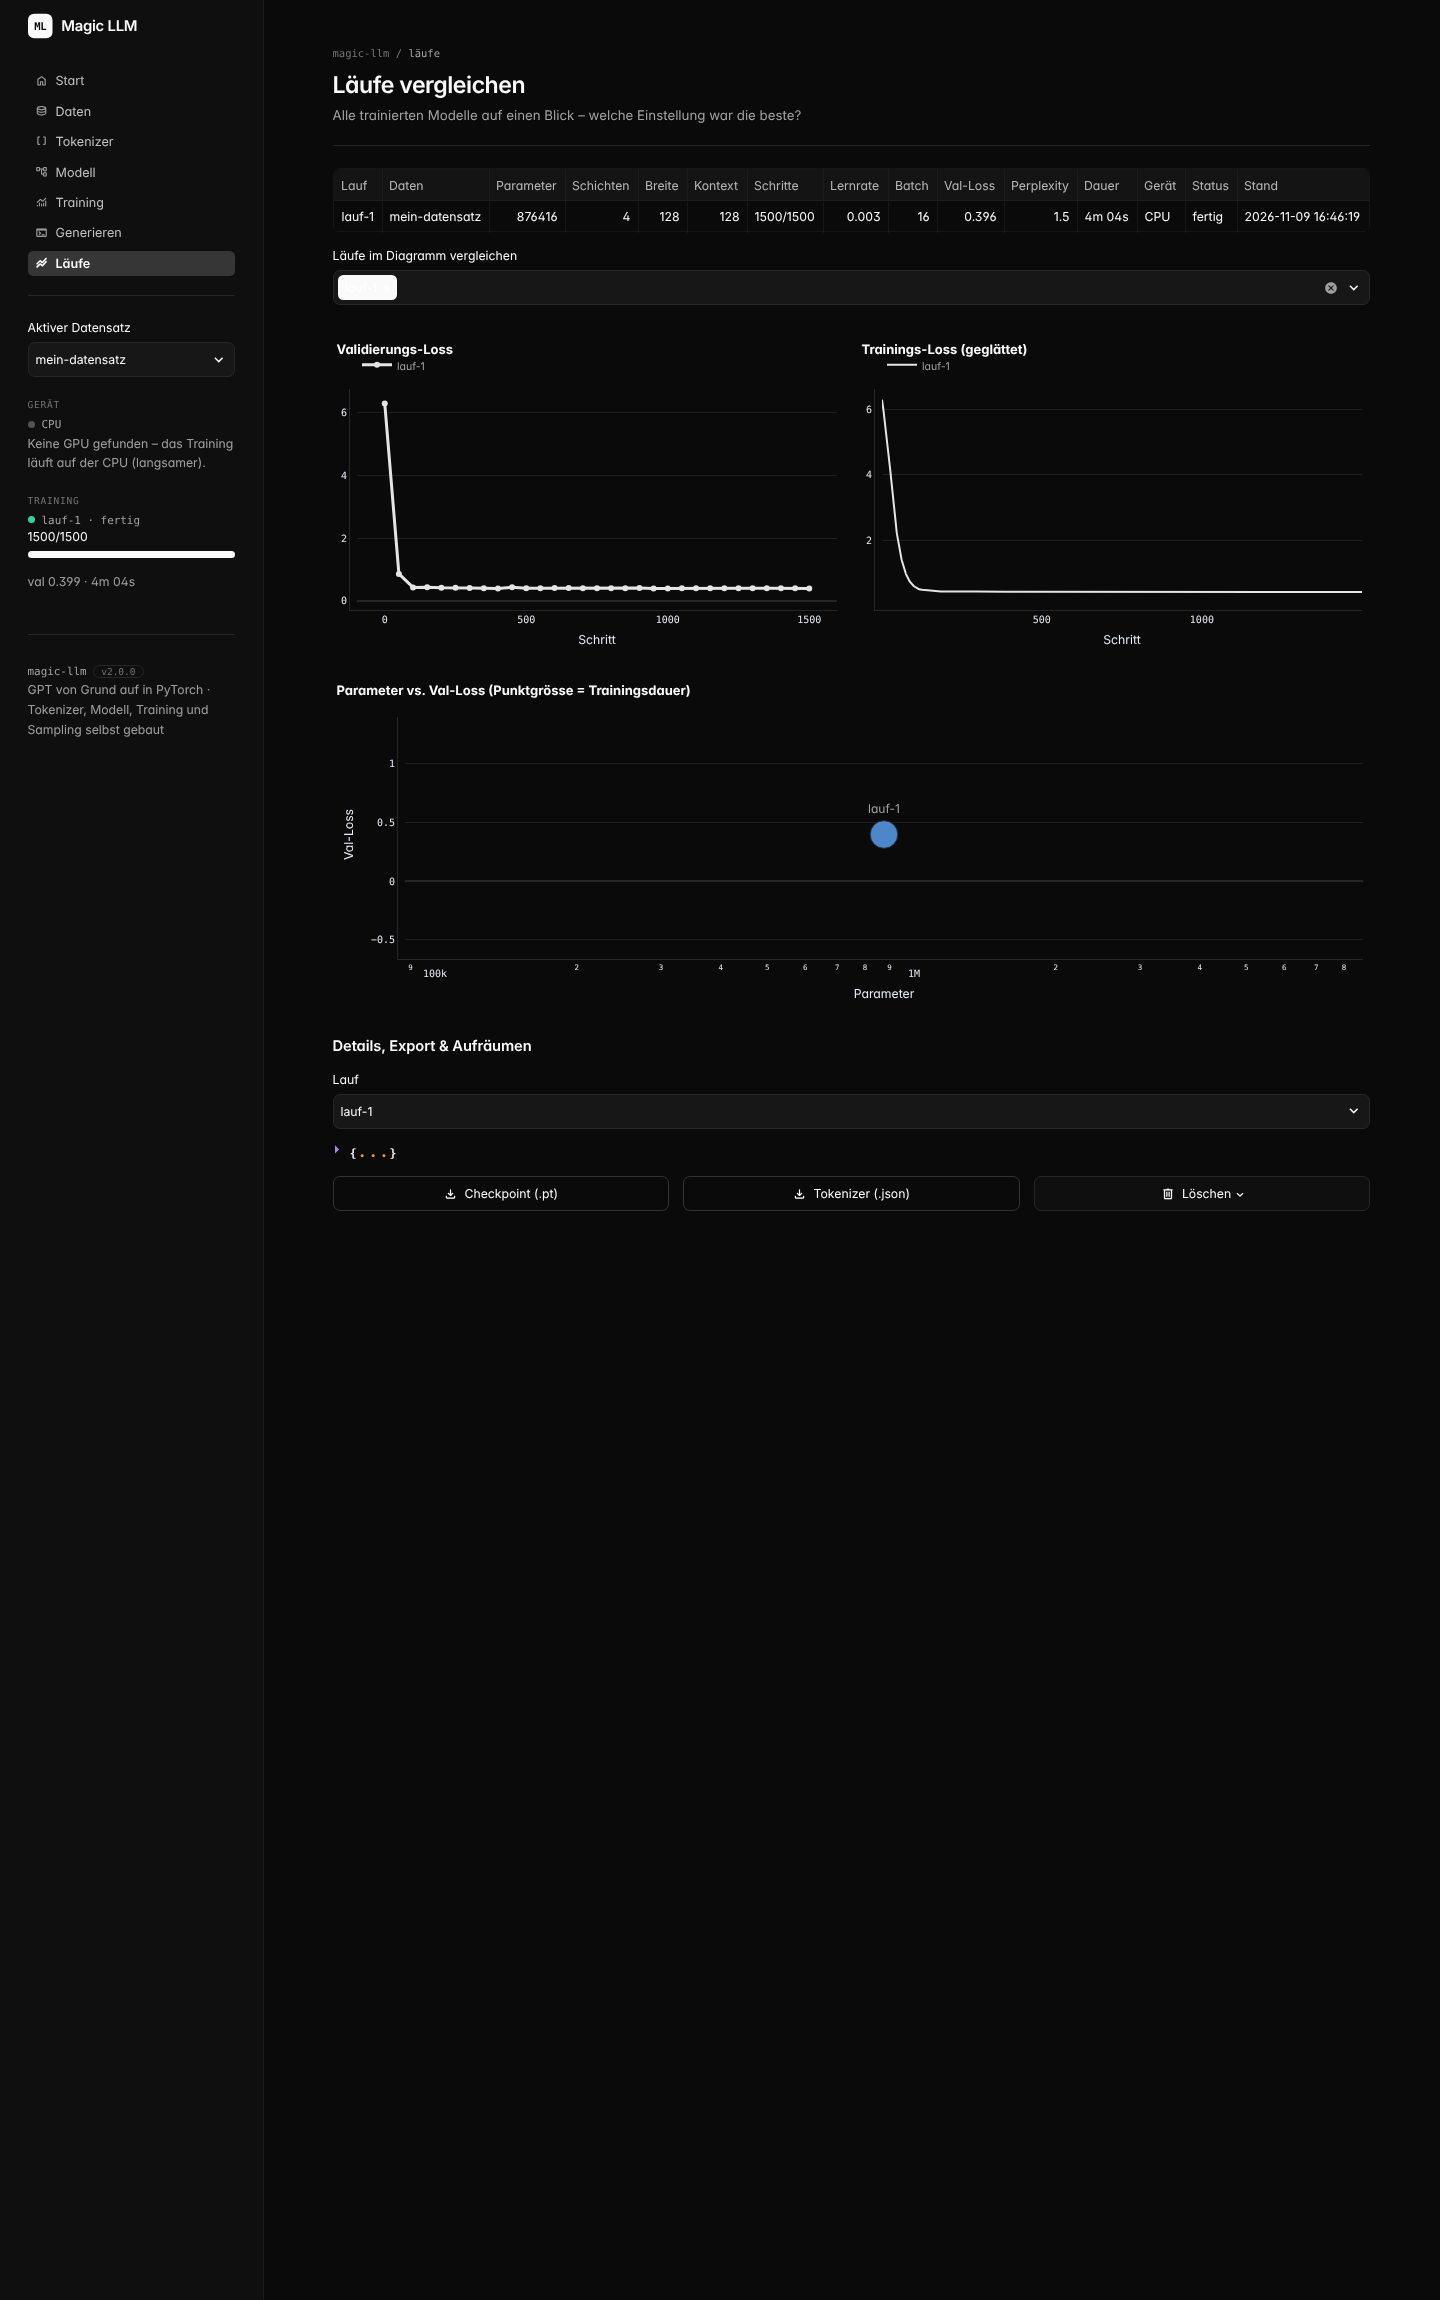 ML Magic LLM
Start
Daten
Tokenizer
Modell
Training
Generieren
Läufe
Aktiver Datensatz
mein-datensatz
GERÄT
CPU
Keine GPU gefunden – das Training
läuft auf der CPU (langsamer).
TRAINING
lauf-1 · fertig
1500/1500
val 0.399 · 4m 04s
magic-llm v2.0.0
GPT von Grund auf in PyTorch ·
Tokenizer, Modell, Training und
Sampling selbst gebaut
magic-llm / läufe
Läufe vergleichen
Alle trainierten Modelle auf einen Blick – welche Einstellung war die beste?
Lauf Daten Parameter Schichten Breite Kontext Schritte Lernrate Batch Val-Loss Perplexity Dauer Gerät Status Stand
lauf-1 mein-datensatz 876416 4 128 128 1500/1500 0.003 16 0.396 1.5 4m 04s CPU fertig 2026-11-09 16:46:19
Läufe im Diagramm vergleichen
Validierungs-Loss
lauf-1
6
4
2
0
0 500 1000 1500
Schritt
Trainings-Loss (geglättet)
lauf-1
6
4
2
500 1000
Schritt
Parameter vs. Val-Loss (Punktgrösse = Trainingsdauer)
Val-Loss
1
0.5
0
−0.5
lauf-1
9 100k 2 3 4 5 6 7 8 9 1M 2 3 4 5 6 7 8
Parameter
Details, Export & Aufräumen
Lauf
lauf-1
{...}
Checkpoint (.pt)
Tokenizer (.json)
Löschen